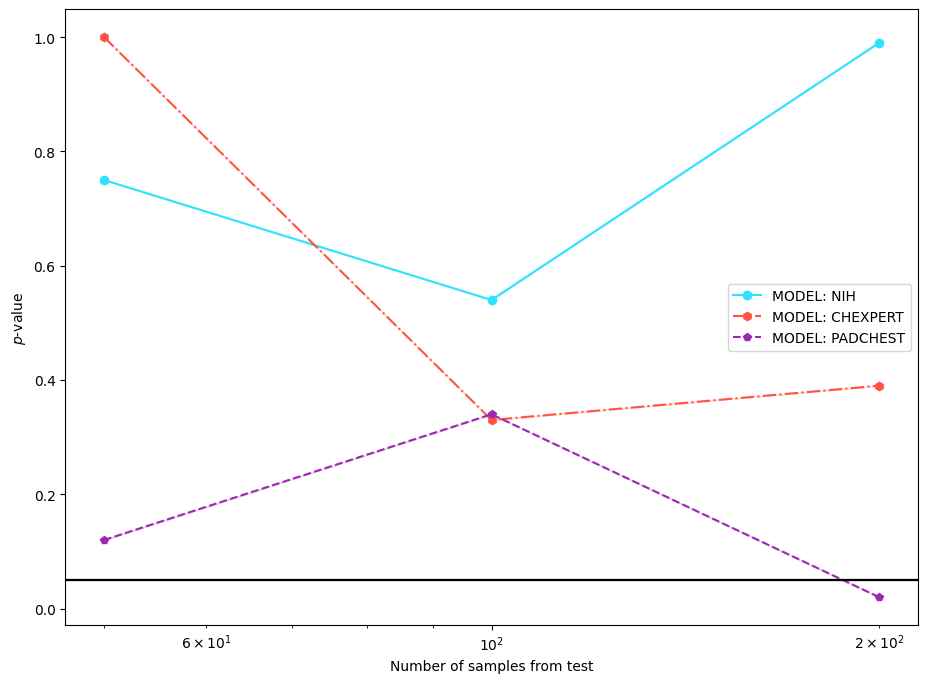 1.0
0.8
0.6
0.4
0.2
0.0
p-value
MODEL: NIH
MODEL: CHEXPERT
MODEL: PADCHEST
6 × 10¹
10²
2 × 10²
Number of samples from test